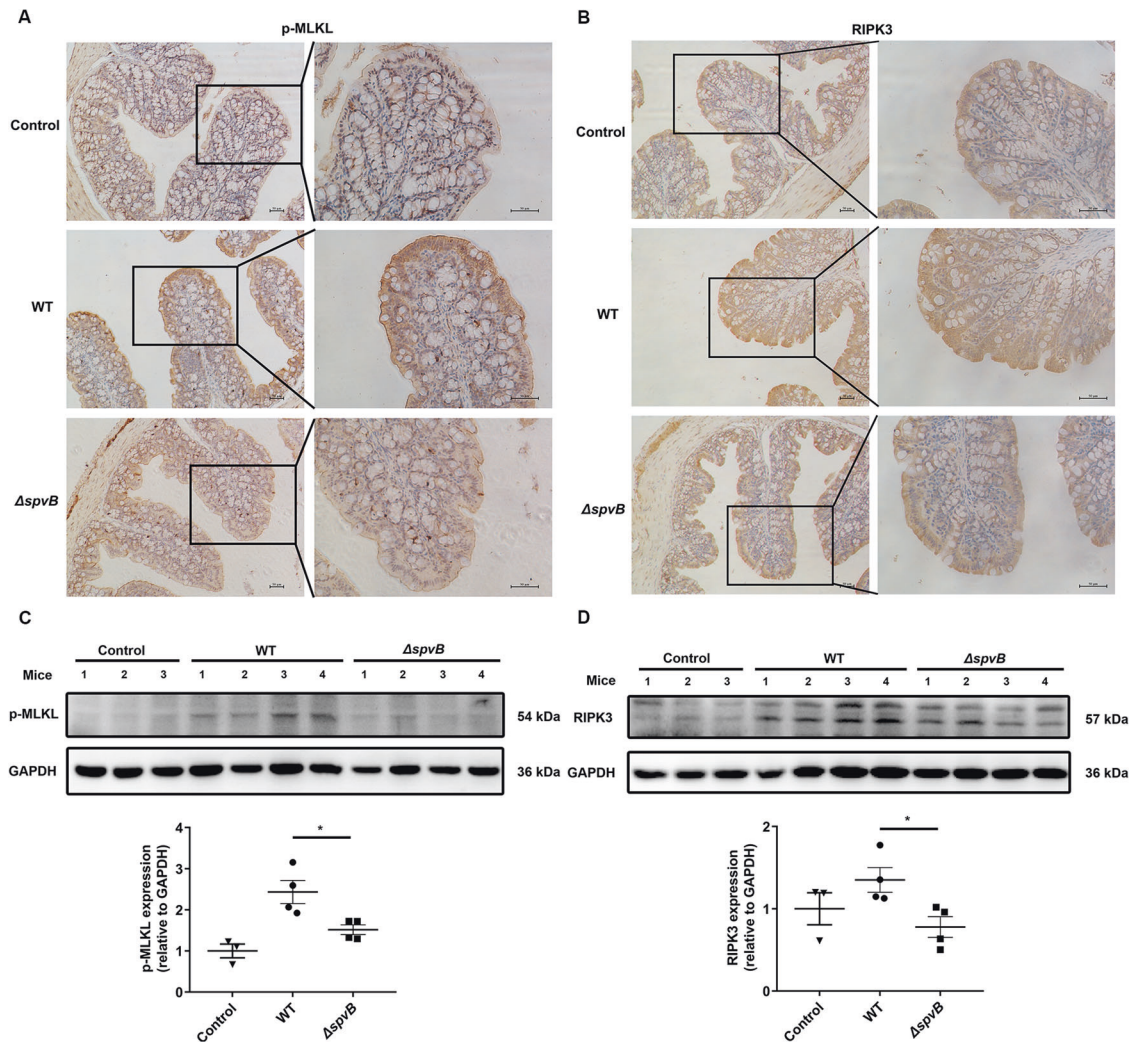 A
p-MLKL
Control
WT
ΔspvB
B
RIPK3
Control
WT
ΔspvB
C
Control WT ΔspvB
Mice 1 2 3 1 2 3 4 1 2 3 4
p-MLKL 54 kDa
GAPDH 36 kDa
p-MLKL expression
(relative to GAPDH)
4
3
2
1
0
*
Control WT ΔspvB
D
Control WT ΔspvB
Mice 1 2 3 1 2 3 4 1 2 3 4
RIPK3 57 kDa
GAPDH 36 kDa
RIPK3 expression
(relative to GAPDH)
2
1
0
*
Control WT ΔspvB